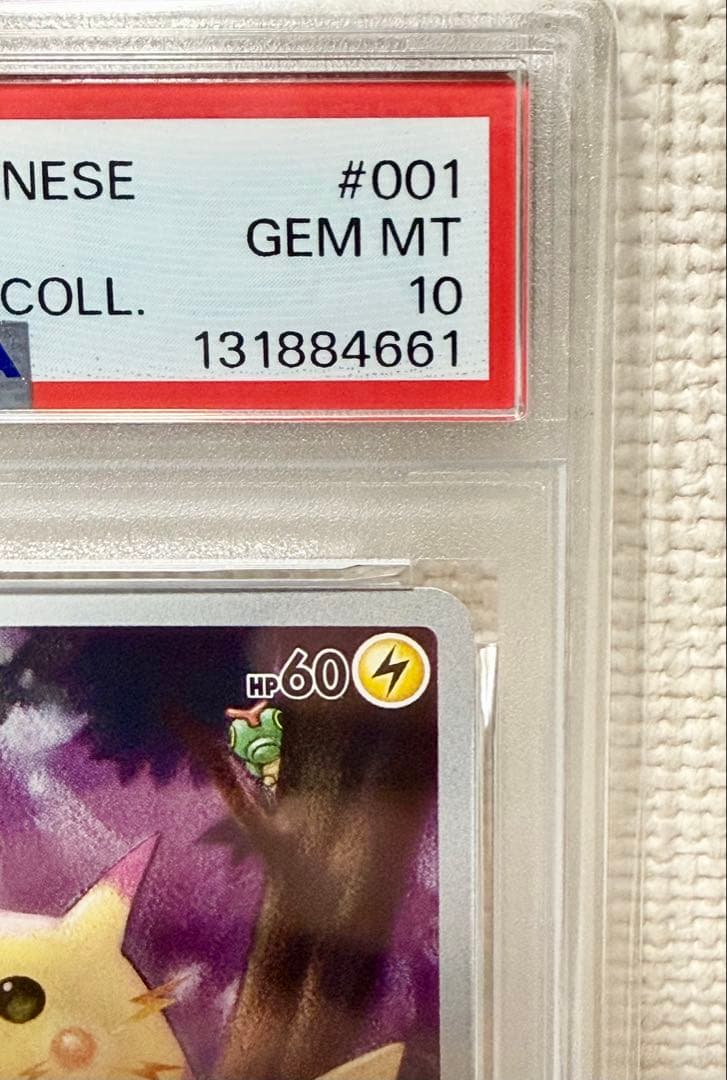 NESE #001
GEM MT
COLL. 10
A 131884661
HP60